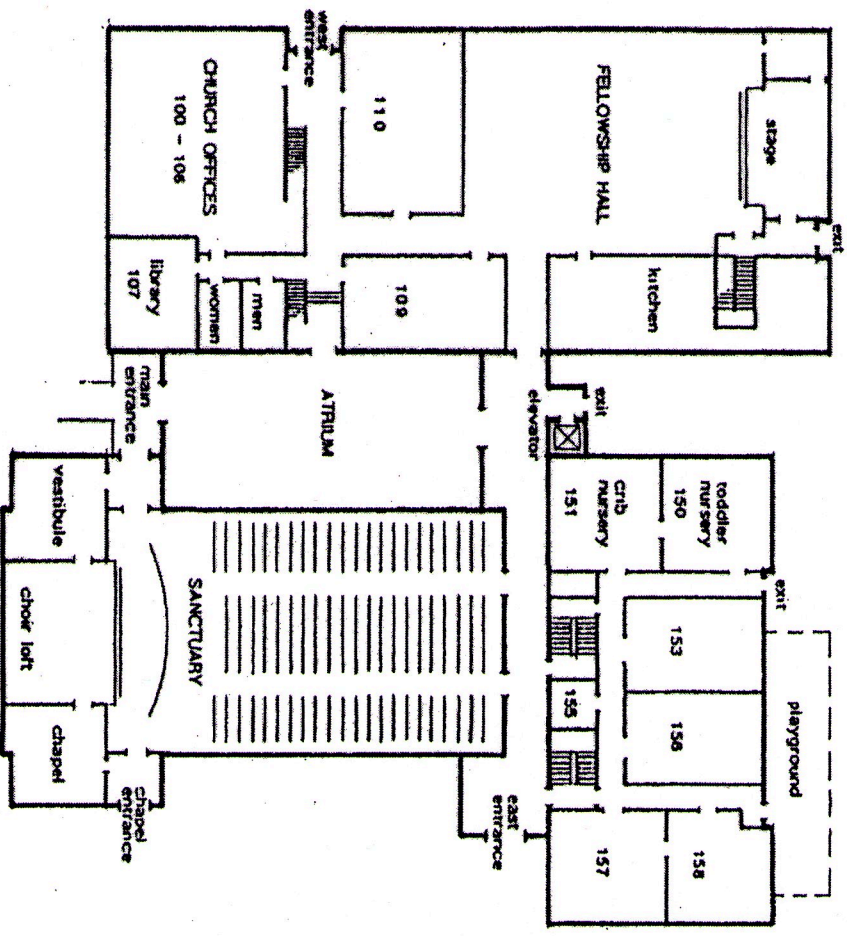 exit
playground
exit
stage
toddler
nursery
150
158
153
156
kitchen
crib
nursery
151
exit
FELLOWSHIP HALL
157
155
elevator
east
entrance
109
110
ATRIUM
west
entrance
men
women
CHURCH OFFICES
100 - 106
SANCTUARY
library
107
main
entrance
chapel
entrance
vestibule
chapel
choir loft